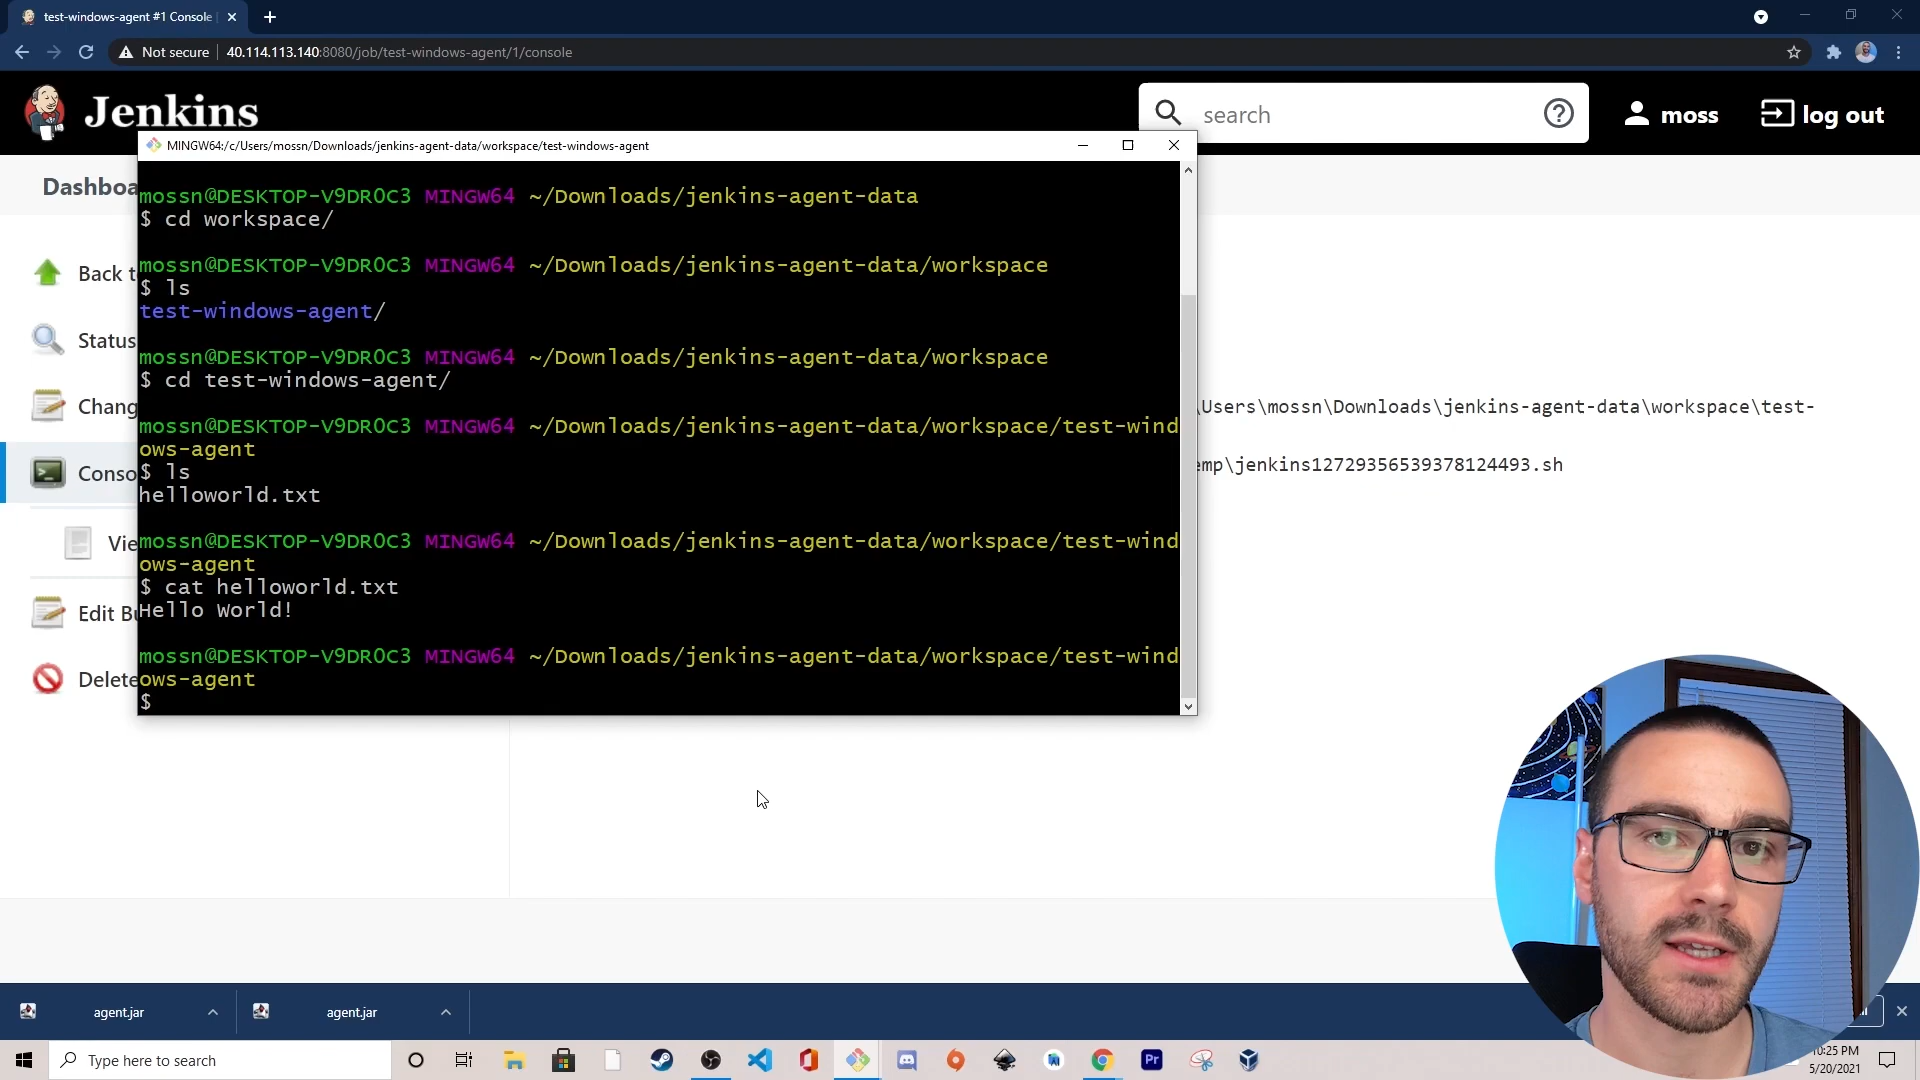 test-windows-agent #1 Console
Not secure
40.114.113.140:8080/job/test-windows-agent/1/console
Jenkins
search
moss
log out
MINGW64:/c/Users/mossn/Downloads/jenkins-agent-data/workspace/test-windows-agent
Dashboa
mossn@DESKTOP-V9DROC3 MINGW64 ~/Downloads/jenkins-agent-data
$ cd workspace/
mossn@DESKTOP-V9DROC3 MINGW64 ~/Downloads/jenkins-agent-data/workspace
$ ls
test-windows-agent/
mossn@DESKTOP-V9DROC3 MINGW64 ~/Downloads/jenkins-agent-data/workspace
$ cd test-windows-agent/
mossn@DESKTOP-V9DROC3 MINGW64 ~/Downloads/jenkins-agent-data/workspace/test-wind
ows-agent
$ ls
helloworld.txt
mossn@DESKTOP-V9DROC3 MINGW64 ~/Downloads/jenkins-agent-data/workspace/test-wind
ows-agent
$ cat helloworld.txt
Hello World!
mossn@DESKTOP-V9DROC3 MINGW64 ~/Downloads/jenkins-agent-data/workspace/test-wind
ows-agent
$
Back t
Status
Chang
Conso
Vie
Edit Bu
Delete
\Users\mossn\Downloads\jenkins-agent-data\workspace\test-
emp\jenkins12729356539378124493.sh
agent.jar
agent.jar
Type here to search
Pr
10:25 PM
5/20/2021